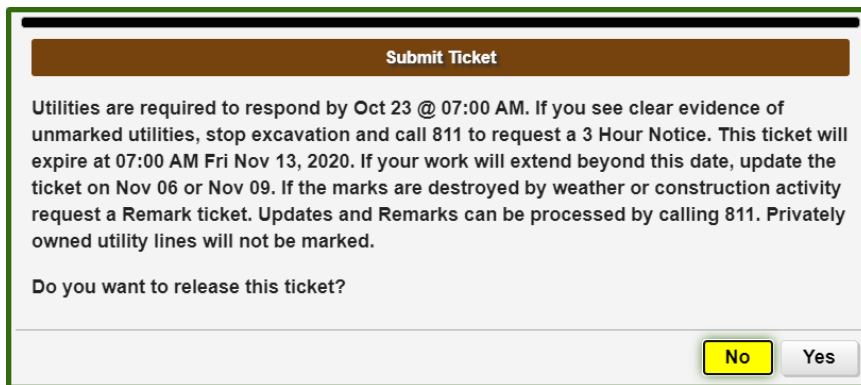 Submit Ticket
Utilities are required to respond by Oct 23 @ 07:00 AM. If you see clear evidence of
unmarked utilities, stop excavation and call 811 to request a 3 Hour Notice. This ticket will
expire at 07:00 AM Fri Nov 13, 2020. If your work will extend beyond this date, update the
ticket on Nov 06 or Nov 09. If the marks are destroyed by weather or construction activity
request a Remark ticket. Updates and Remarks can be processed by calling 811. Privately
owned utility lines will not be marked.
Do you want to release this ticket?
No Yes